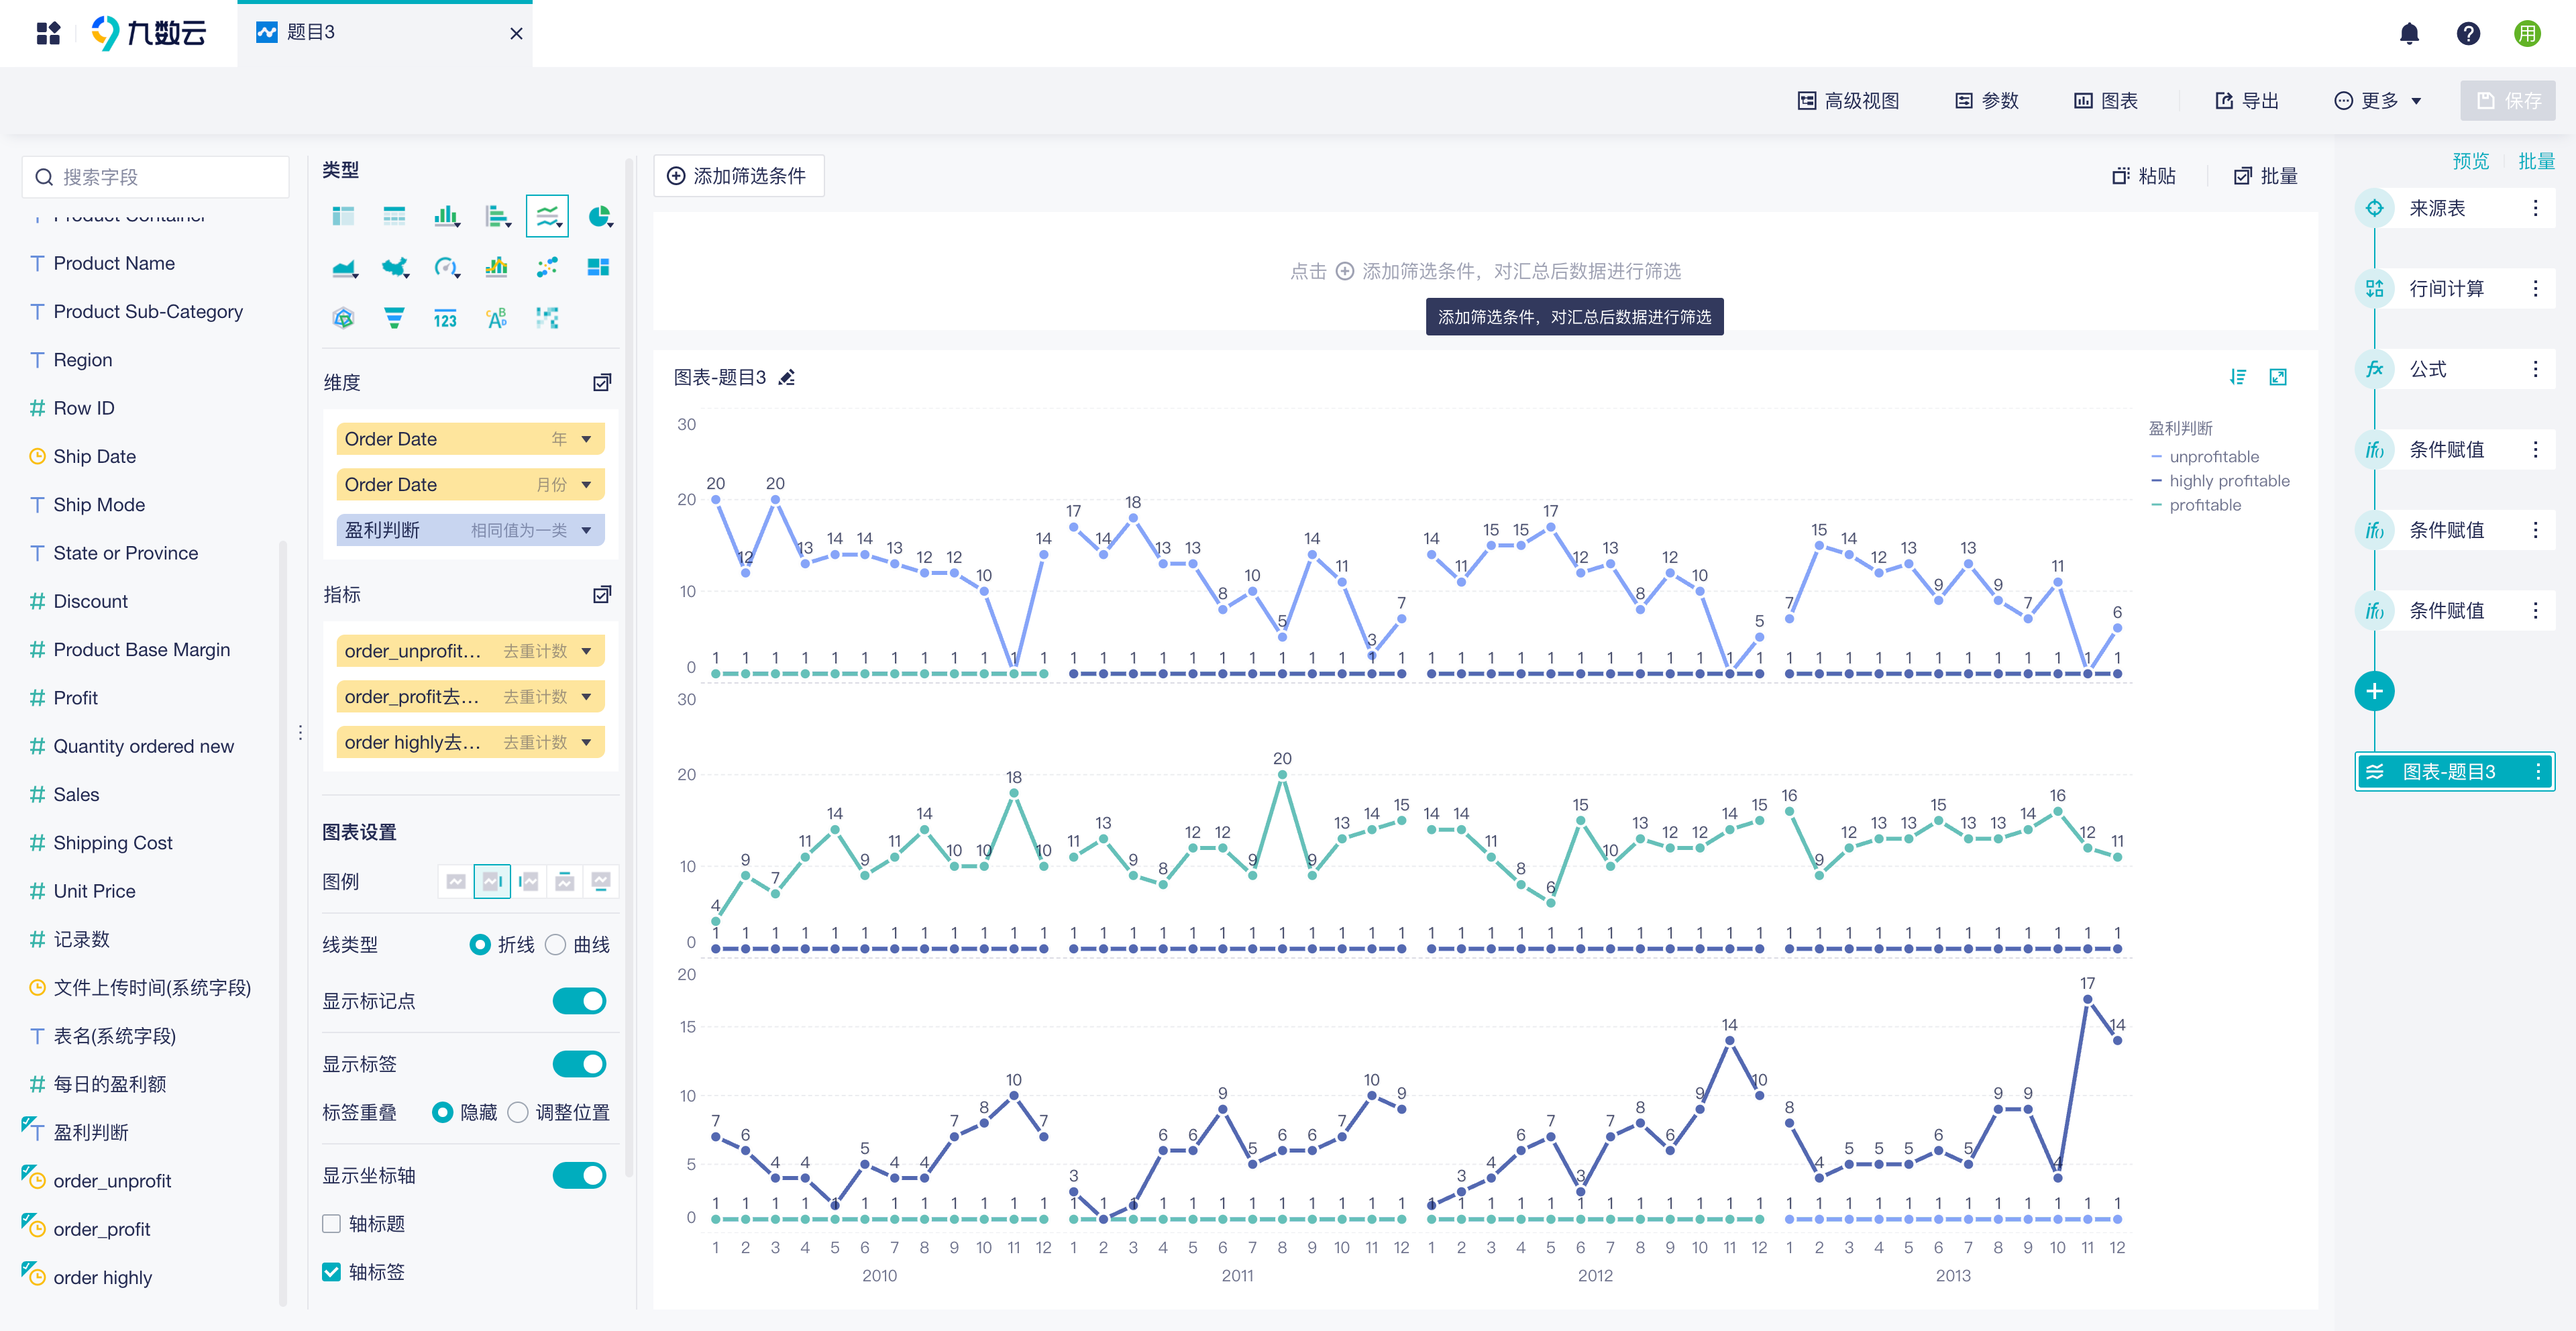 九数云
题目3
用
高级视图
参数
图表
导出
更多
保存
搜索字段
Product Container
Product Name
Product Sub-Category
Region
Row ID
Ship Date
Ship Mode
State or Province
Discount
Product Base Margin
Profit
Quantity ordered new
Sales
Shipping Cost
Unit Price
记录数
文件上传时间(系统字段)
表名(系统字段)
每日的盈利额
盈利判断
order_unprofit
order_profit
order highly
类型
123
维度
Order Date 年
Order Date 月份
盈利判断 相同值为一类
指标
order_unprofit... 去重计数
order_profit去... 去重计数
order highly去... 去重计数
图表设置
图例
线类型 折线 曲线
显示标记点
显示标签
标签重叠 隐藏 调整位置
显示坐标轴
轴标题
轴标签
添加筛选条件
粘贴
批量
点击 添加筛选条件，对汇总后数据进行筛选
添加筛选条件，对汇总后数据进行筛选
图表-题目3
盈利判断
unprofitable
highly profitable
profitable
30
20
10
0
20 12 20 13 14 14 13 12 12 10 1 14 17 14 18 13 13 8 10 5 14 11 3 7 14 11 15 15 17 12 13 8 12 10 1 5 7 15 14 12 13 9 13 9 7 11 1 6
1 1 1 1 1 1 1 1 1 1 1 1 1 1 1 1 1 1 1 1 1 1 1 1 1 1 1 1 1 1 1 1 1 1 1 1 1 1 1 1 1 1 1 1 1 1 1 1
30
20
10
0
4 9 7 11 14 9 11 14 10 10 18 10 11 13 9 8 12 12 9 20 9 13 14 15 14 14 11 8 6 15 10 13 12 12 14 15 16 9 12 13 13 15 13 13 14 16 12 11
1 1 1 1 1 1 1 1 1 1 1 1 1 1 1 1 1 1 1 1 1 1 1 1 1 1 1 1 1 1 1 1 1 1 1 1 1 1 1 1 1 1 1 1 1 1 1 1
20
15
10
5
0
7 6 4 4 1 5 4 4 7 8 10 7 3 1 1 6 6 9 5 6 6 7 10 9 1 3 4 6 7 3 7 8 6 9 14 10 8 4 5 5 5 6 5 9 9 4 17 14
1 1 1 1 1 1 1 1 1 1 1 1 1 1 1 1 1 1 1 1 1 1 1 1 1 1 1 1 1 1 1 1 1 1 1 1 1 1 1 1 1 1 1 1 1 1 1 1
1 2 3 4 5 6 7 8 9 10 11 12 1 2 3 4 5 6 7 8 9 10 11 12 1 2 3 4 5 6 7 8 9 10 11 12 1 2 3 4 5 6 7 8 9 10 11 12
2010 2011 2012 2013
预览
批量
来源表
行间计算
fx 公式
if() 条件赋值
if() 条件赋值
if() 条件赋值
图表-题目3